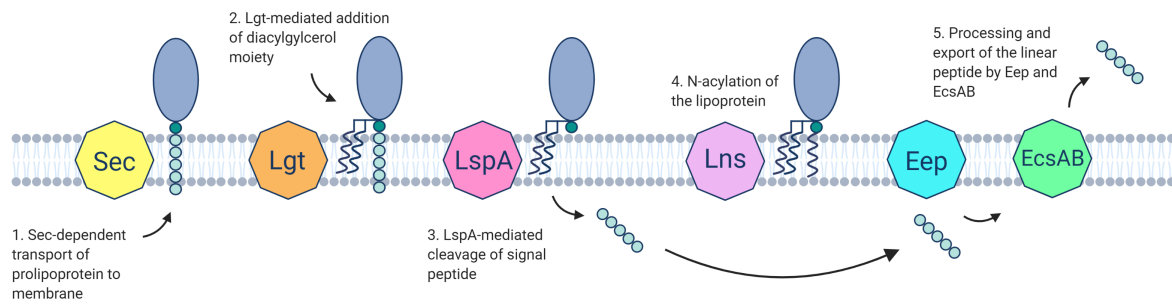 2. Lgt-mediated addition
of diacylgylcerol
moiety
5. Processing and
export of the linear
peptide by Eep and
EcsAB
4. N-acylation of
the lipoprotein
Sec
Lgt
LspA
Lns
Eep
EcsAB
1. Sec-dependent
transport of
prolipoprotein to
membrane
3. LspA-mediated
cleavage of signal
peptide